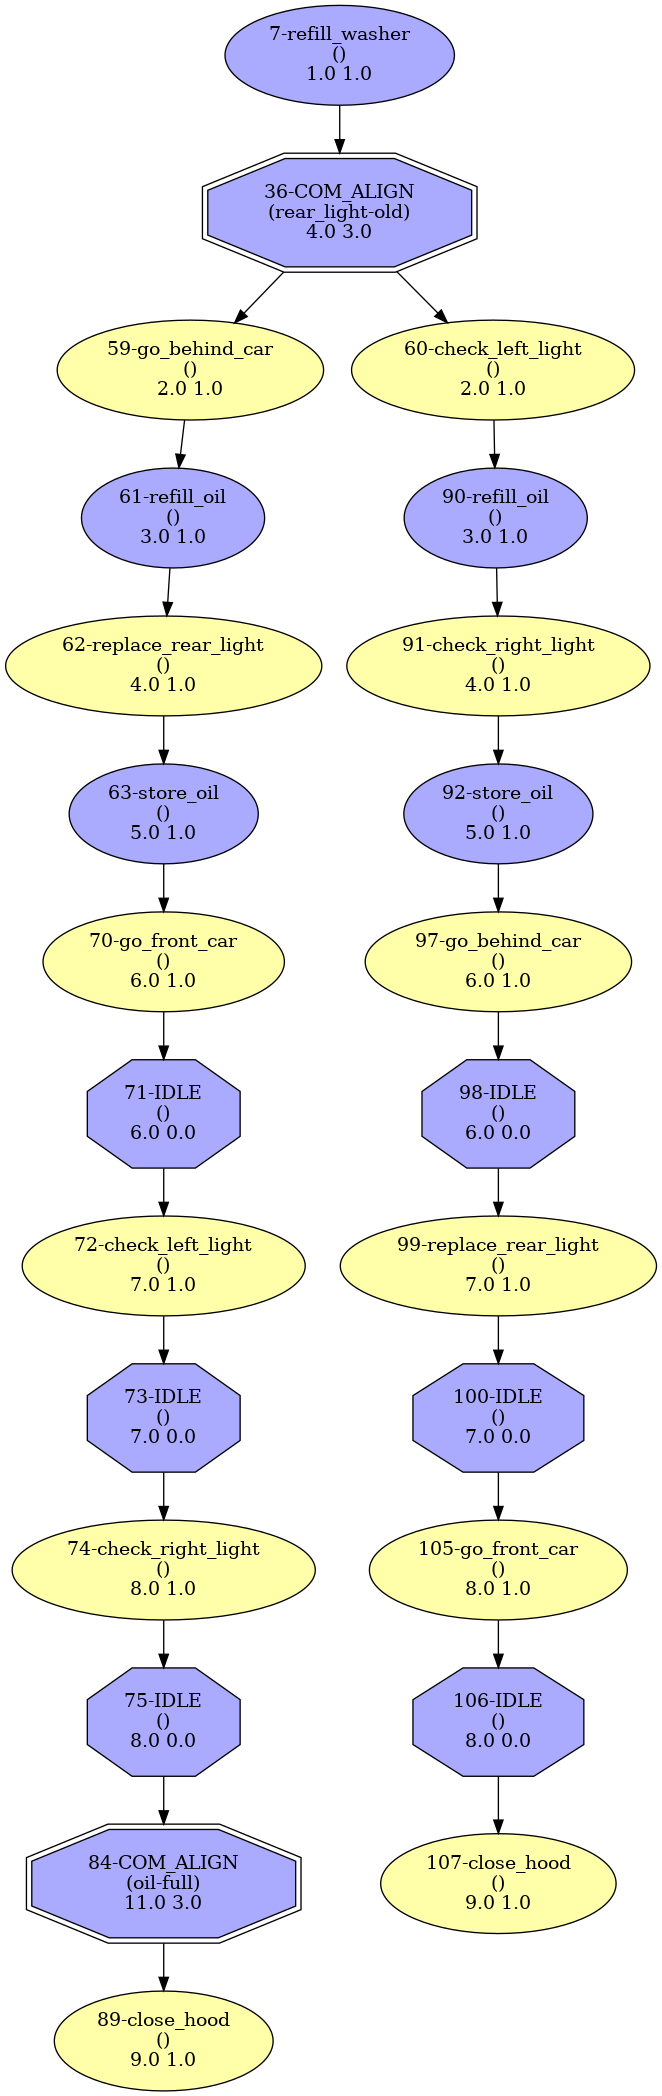 7-refill_washer
()
1.0 1.0
36-COM_ALIGN
(rear_light-old)
4.0 3.0
59-go_behind_car
()
2.0 1.0
60-check_left_light
()
2.0 1.0
61-refill_oil
()
3.0 1.0
90-refill_oil
()
3.0 1.0
62-replace_rear_light
()
4.0 1.0
91-check_right_light
()
4.0 1.0
63-store_oil
()
5.0 1.0
92-store_oil
()
5.0 1.0
70-go_front_car
()
6.0 1.0
97-go_behind_car
()
6.0 1.0
71-IDLE
()
6.0 0.0
98-IDLE
()
6.0 0.0
72-check_left_light
()
7.0 1.0
99-replace_rear_light
()
7.0 1.0
73-IDLE
()
7.0 0.0
100-IDLE
()
7.0 0.0
74-check_right_light
()
8.0 1.0
105-go_front_car
()
8.0 1.0
75-IDLE
()
8.0 0.0
106-IDLE
()
8.0 0.0
84-COM_ALIGN
(oil-full)
11.0 3.0
107-close_hood
()
9.0 1.0
89-close_hood
()
9.0 1.0